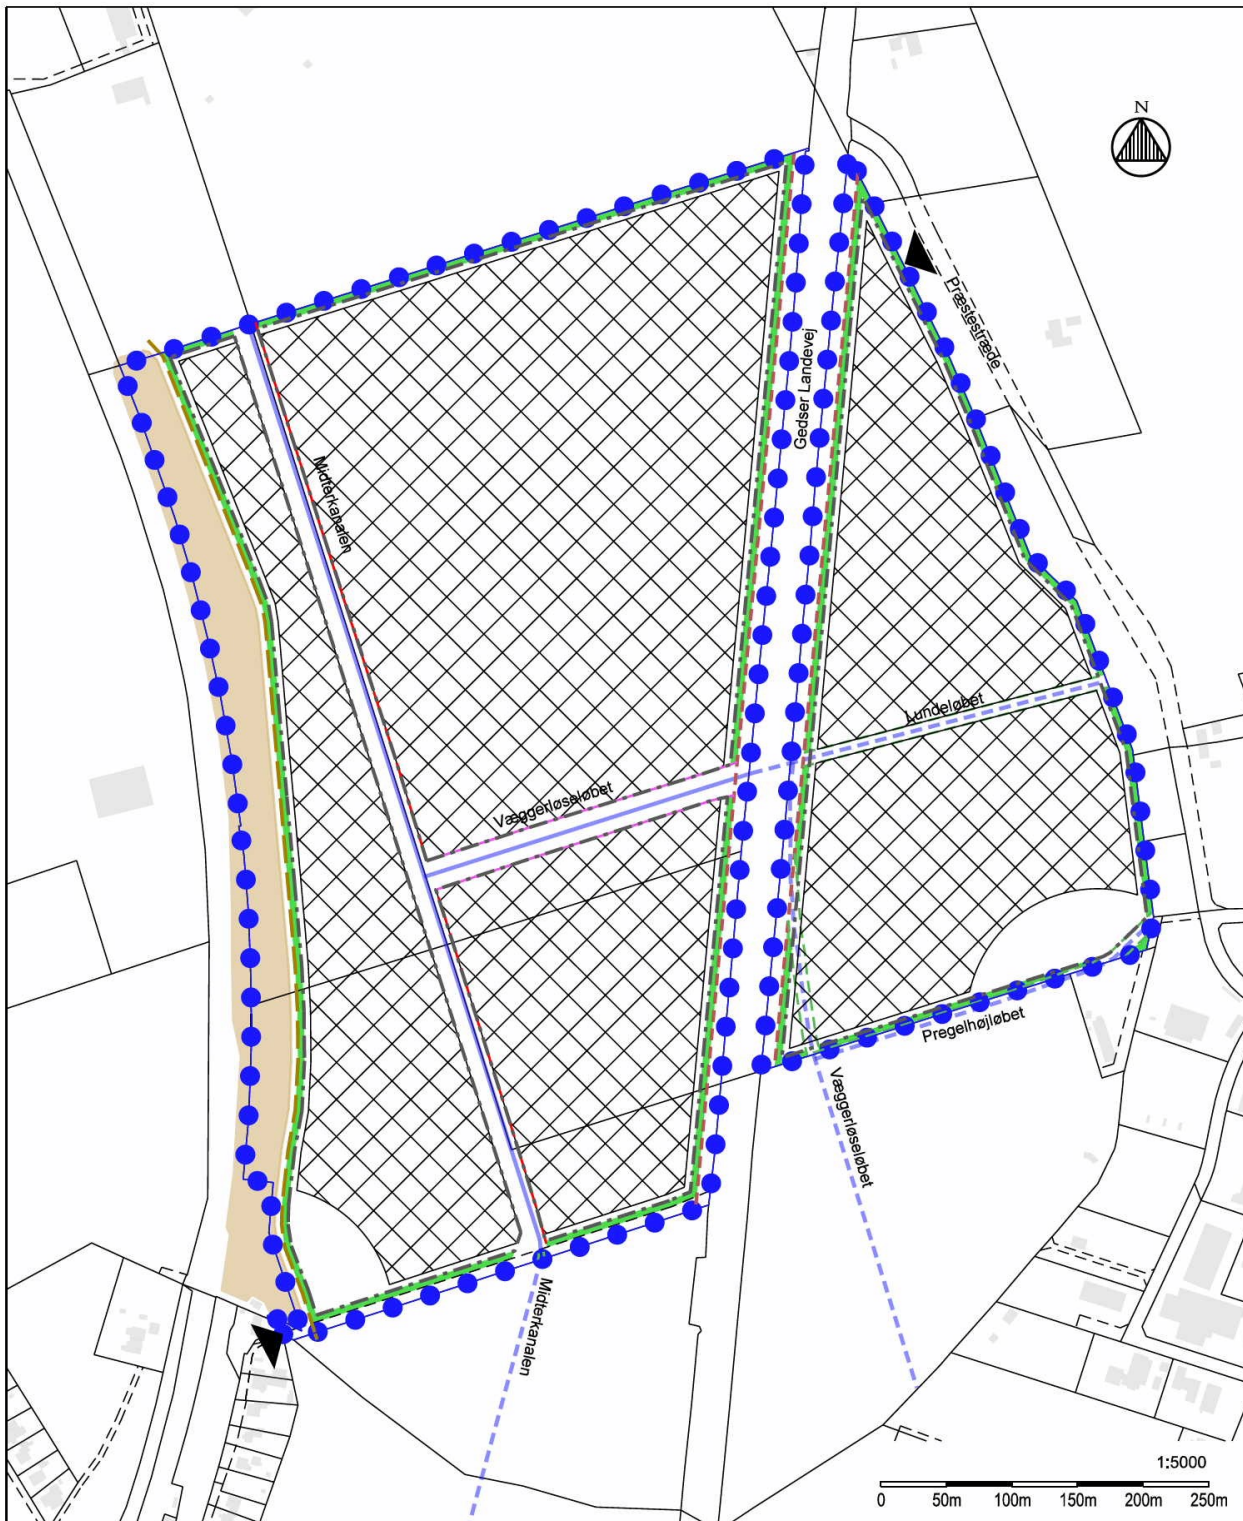 N
Præstestræde
Gedser Landevej
Midterkanalen
Lundeløbet
Væggerløseløbet
Pregelhøjløbet
Væggerløseløbet
Midterkanalen
1:5000
0 50m 100m 150m 200m 250m